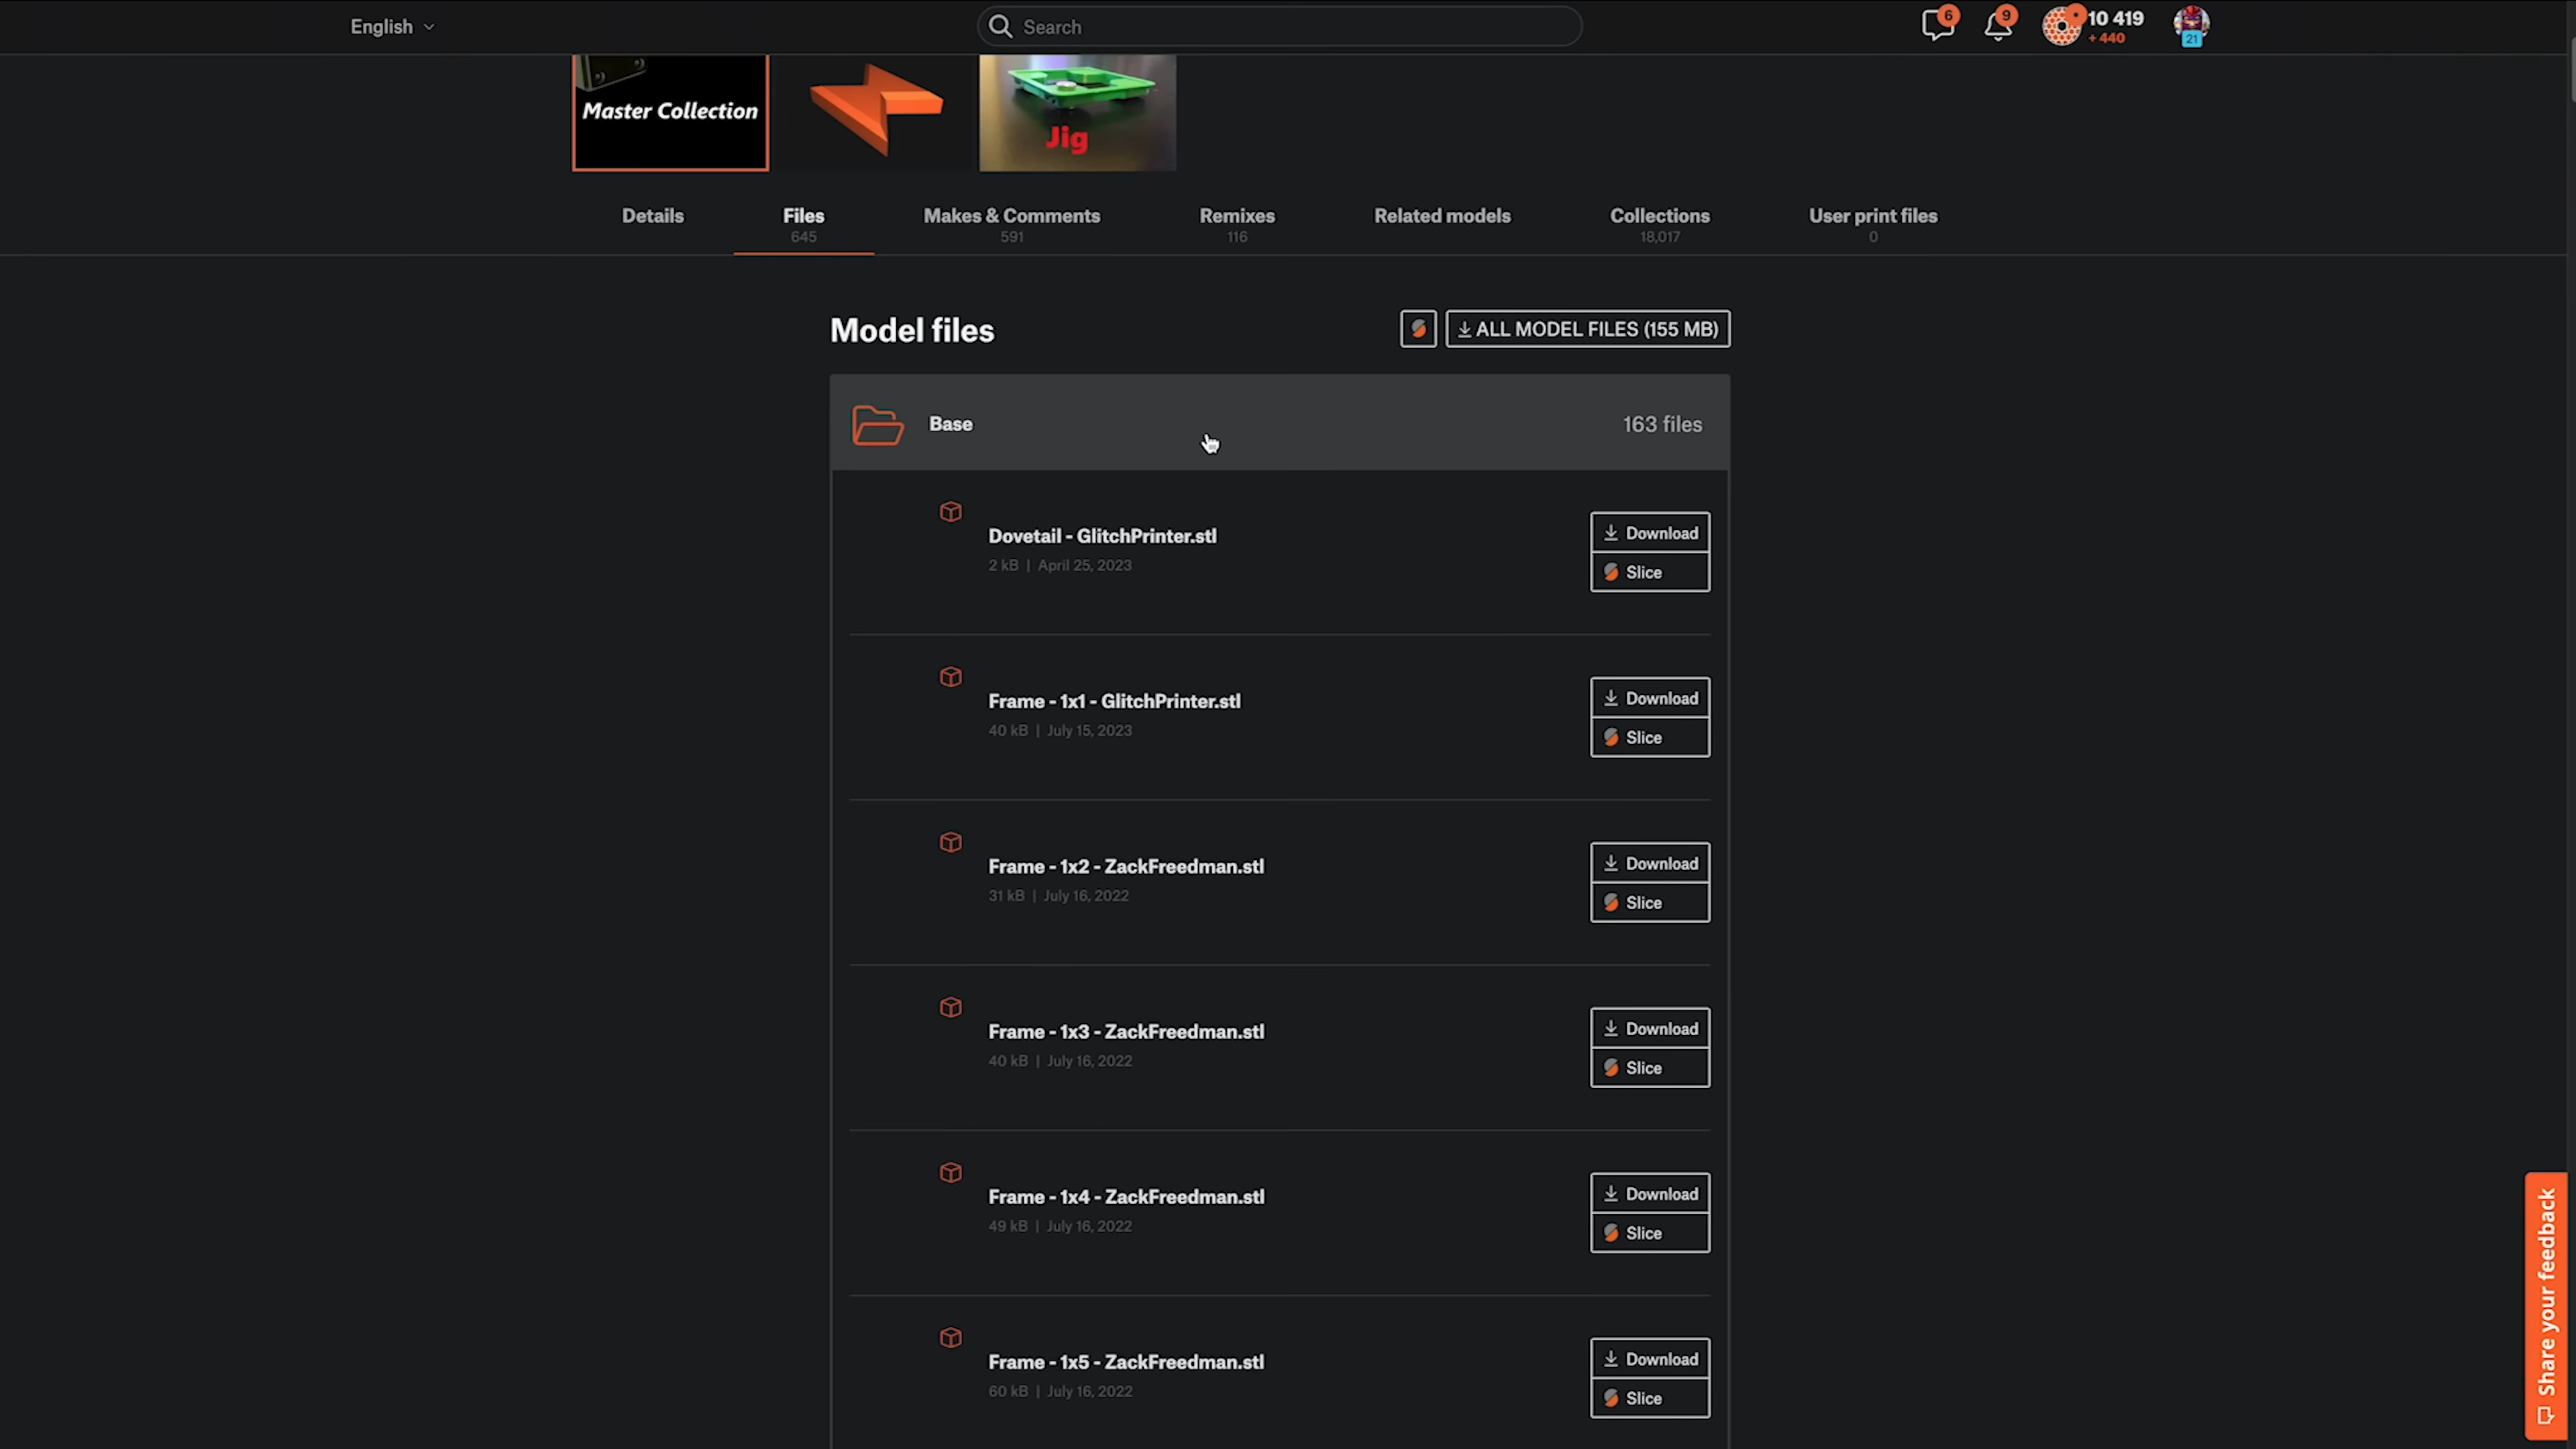 English
Search
6
9
10 419
+ 440
21
Master Collection
Jig
Details
Files
645
Makes & Comments
591
Remixes
116
Related models
Collections
18,017
User print files
0
Model files
ALL MODEL FILES (155 MB)
Base
163 files
Dovetail - GlitchPrinter.stl
2 kB | April 25, 2023
Download
Slice
Frame - 1x1 - GlitchPrinter.stl
40 kB | July 15, 2023
Download
Slice
Frame - 1x2 - ZackFreedman.stl
31 kB | July 16, 2022
Download
Slice
Frame - 1x3 - ZackFreedman.stl
40 kB | July 16, 2022
Download
Slice
Frame - 1x4 - ZackFreedman.stl
49 kB | July 16, 2022
Download
Slice
Frame - 1x5 - ZackFreedman.stl
60 kB | July 16, 2022
Download
Slice
Share your feedback